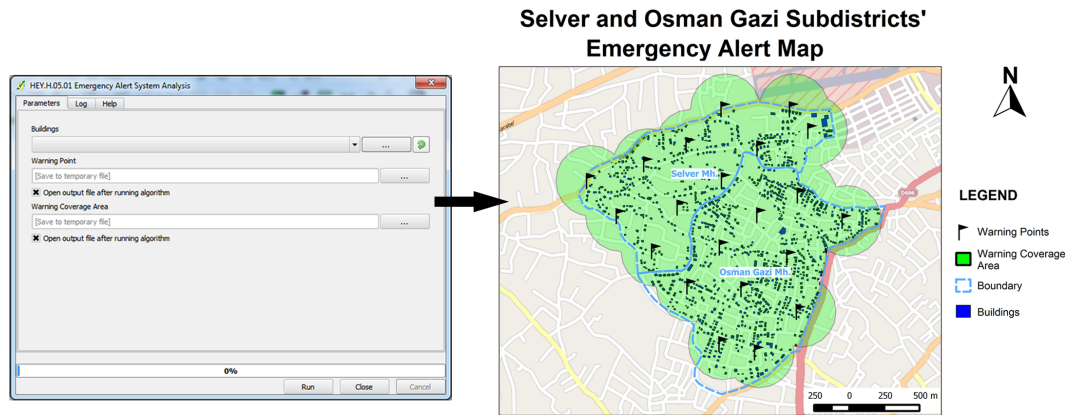 Selver and Osman Gazi Subdistricts'
Emergency Alert Map
HEY.H.05.01 Emergency Alert System Analysis
Parameters Log Help
Buildings
...
Warning Point
[Save to temporary file] ...
Open output file after running algorithm
Warning Coverage Area
[Save to temporary file] ...
Open output file after running algorithm
0%
Run Close Cancel
Selver Mh.
Osman Gazi Mh.
250 0 250 500 m
N
LEGEND
Warning Points
Warning Coverage
Area
Boundary
Buildings